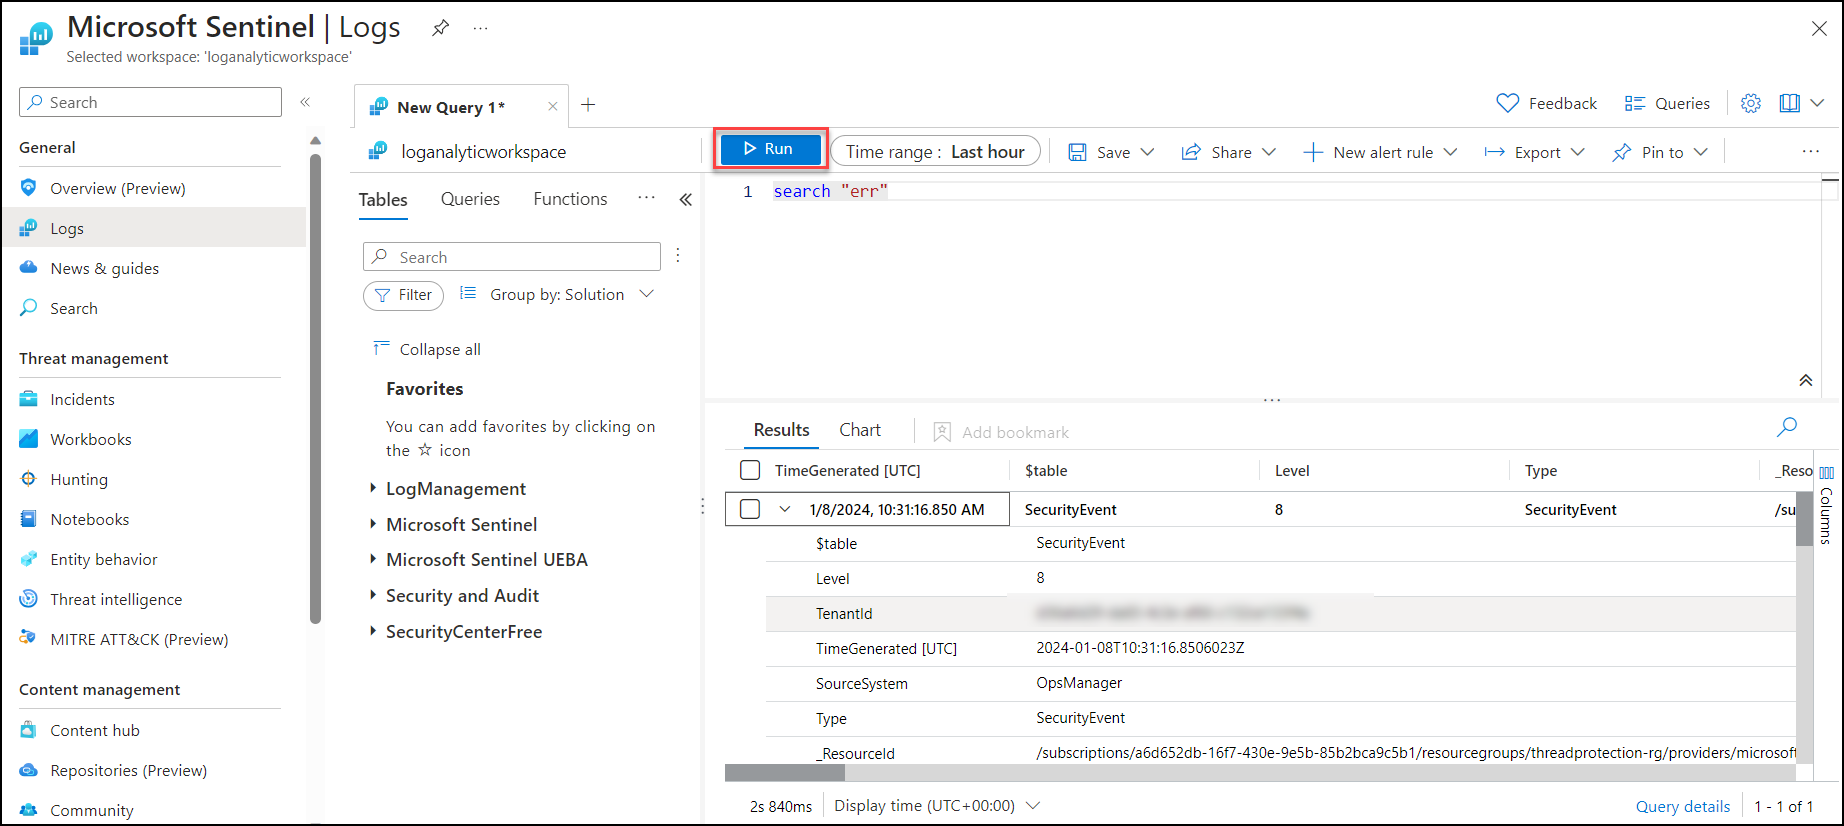 Microsoft Sentinel | Logs
Selected workspace: 'loganalyticworkspace'
Search
General
Overview (Preview)
Logs
News & guides
Search
Threat management
Incidents
Workbooks
Hunting
Notebooks
Entity behavior
Threat intelligence
MITRE ATT&CK (Preview)
Content management
Content hub
Repositories (Preview)
Community
New Query 1*
Feedback
Queries
loganalyticworkspace
Run
Time range : Last hour
Save
Share
New alert rule
Export
Pin to
Tables
Queries
Functions
Search
Filter
Group by: Solution
Collapse all
Favorites
You can add favorites by clicking on
the ☆ icon
LogManagement
Microsoft Sentinel
Microsoft Sentinel UEBA
Security and Audit
SecurityCenterFree
1 search "err"
Results
Chart
Add bookmark
TimeGenerated [UTC] $table Level Type _Reso
1/8/2024, 10:31:16.850 AM SecurityEvent 8 SecurityEvent /su
$table SecurityEvent
Level 8
TenantId
TimeGenerated [UTC] 2024-01-08T10:31:16.8506023Z
SourceSystem OpsManager
Type SecurityEvent
_ResourceId /subscriptions/a6d652db-16f7-430e-9e5b-85b2bca9c5b1/resourcegroups/threadprotection-rg/providers/microsoft
Columns
2s 840ms
Display time (UTC+00:00)
Query details
1 - 1 of 1